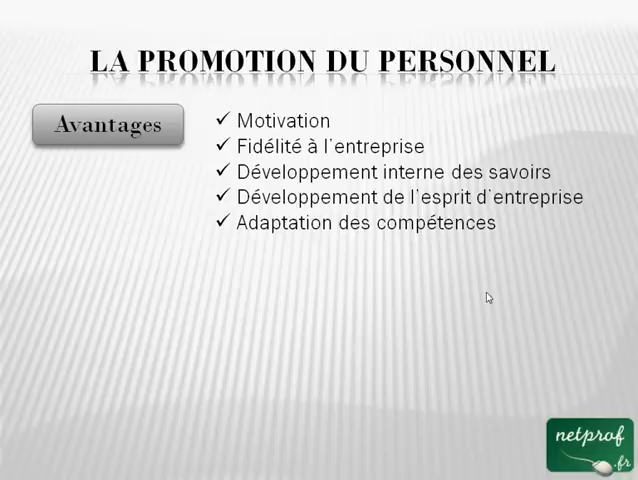 LA PROMOTION DU PERSONNEL
Avantages
✓ Motivation
✓ Fidélité à l'entreprise
✓ Développement interne des savoirs
✓ Développement de l'esprit d'entreprise
✓ Adaptation des compétences
netprof
.fr